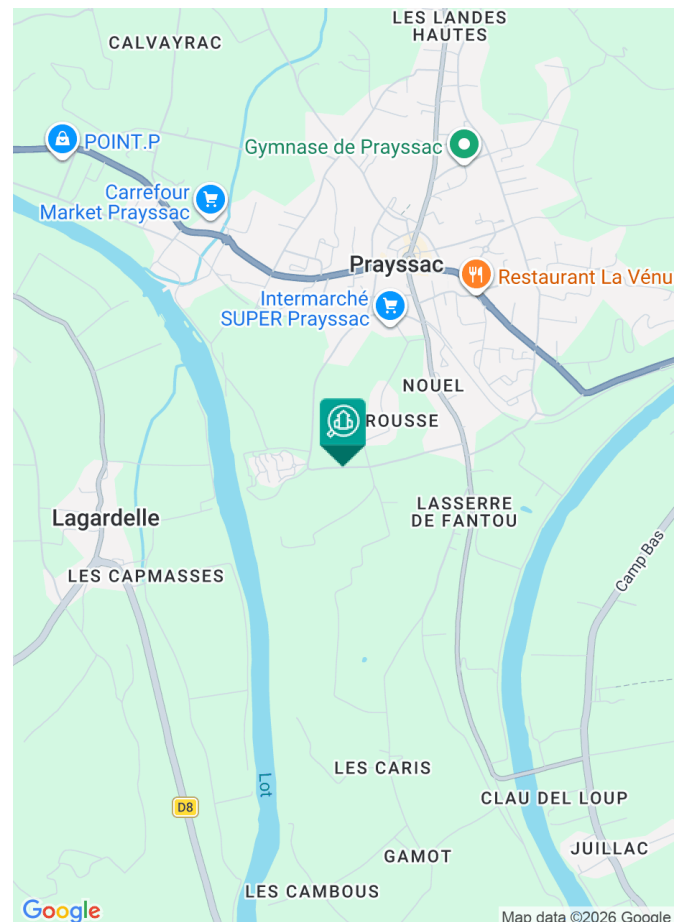 LES LANDES
HAUTES
CALVAYRAC
POINT.P
Gymnase de Prayssac
Carrefour
Market Prayssac
Prayssac
Restaurant La Vénu
Intermarché
SUPER Prayssac
NOUEL
ROUSSE
LASSERRE
DE FANTOU
Lagardelle
Camp Bas
LES CAPMASSES
LES CARIS
Lot
CLAU DEL LOUP
D8
JUILLAC
GAMOT
LES CAMBOUS
Google
Map data ©2026 Google